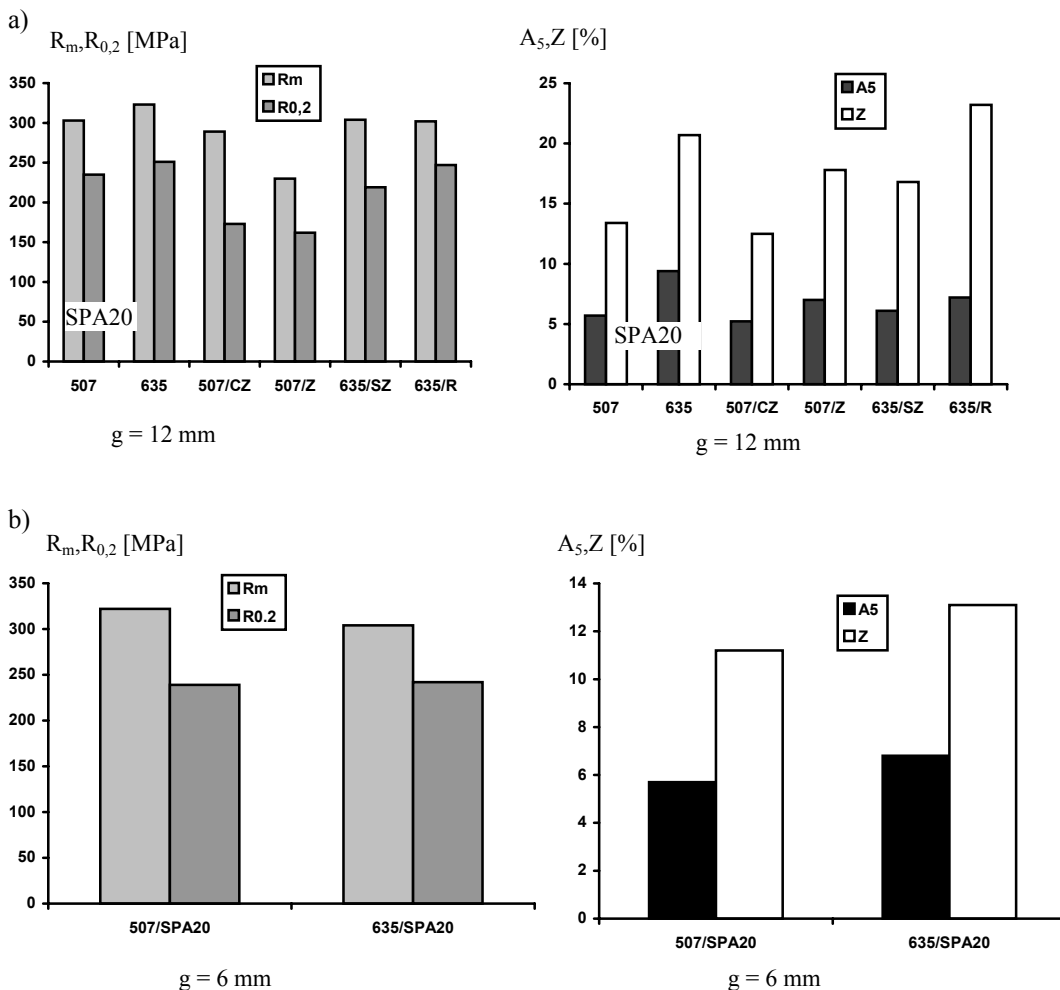 a)
Rm,R0,2 [MPa]
Rm
R0,2
350
300
250
200
150
100
50
0
SPA20
507 635 507/CZ 507/Z 635/SZ 635/R
g = 12 mm
A5,Z [%]
A5
Z
25
20
15
10
5
0
SPA20
507 635 507/CZ 507/Z 635/SZ 635/R
g = 12 mm
b)
Rm,R0,2 [MPa]
Rm
R0.2
350
300
250
200
150
100
50
0
507/SPA20 635/SPA20
g = 6 mm
A5,Z [%]
A5
Z
14
12
10
8
6
4
2
0
507/SPA20 635/SPA20
g = 6 mm